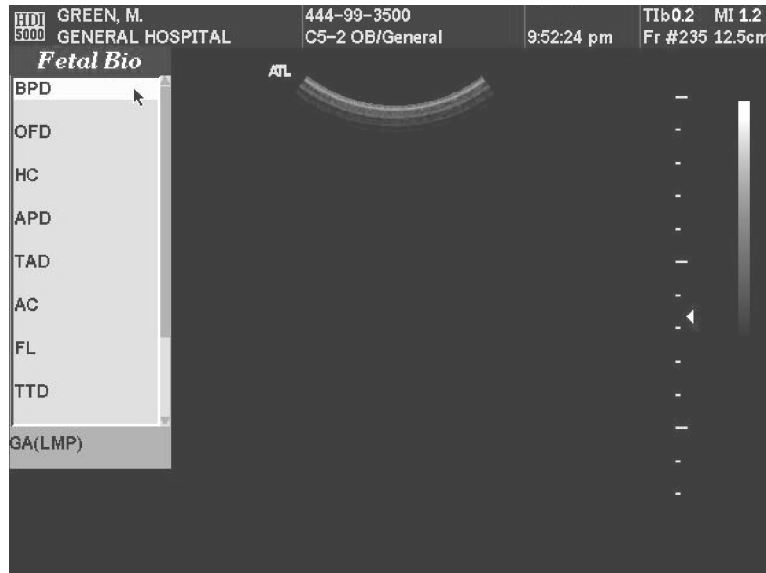 HDI GREEN, M. 444-99-3500 TIb0.2 MI 1.2
5000 GENERAL HOSPITAL C5-2 OB/General 9:52:24 pm Fr #235 12.5cm
Fetal Bio
ATL
BPD
OFD
HC
APD
TAD
AC
FL
TTD
GA(LMP)